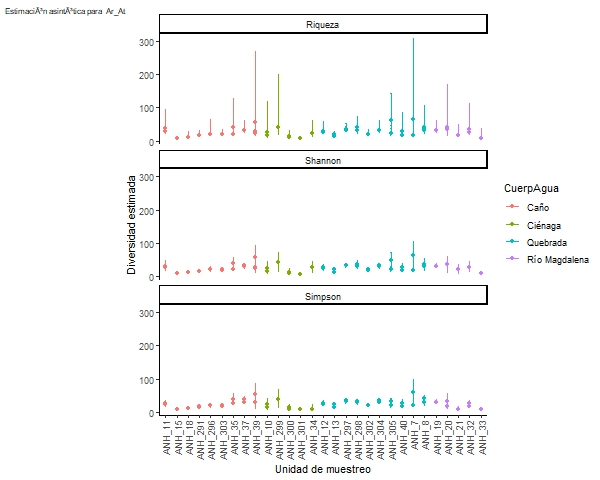 EstimaciÃ³n asintÃ³tica para Ar_At
Riqueza
300
200
100
0
Shannon
300
200
100
0
Simpson
300
200
100
0
Diversidad estimada
ANH_11
ANH_15
ANH_18
ANH_291
ANH_296
ANH_303
ANH_35
ANH_37
ANH_39
ANH_10
ANH_299
ANH_300
ANH_301
ANH_34
ANH_12
ANH_13
ANH_297
ANH_298
ANH_302
ANH_304
ANH_305
ANH_40
ANH_7
ANH_8
ANH_19
ANH_20
ANH_21
ANH_32
ANH_33
Unidad de muestreo
CuerpAgua
Caño
Ciénaga
Quebrada
Río Magdalena